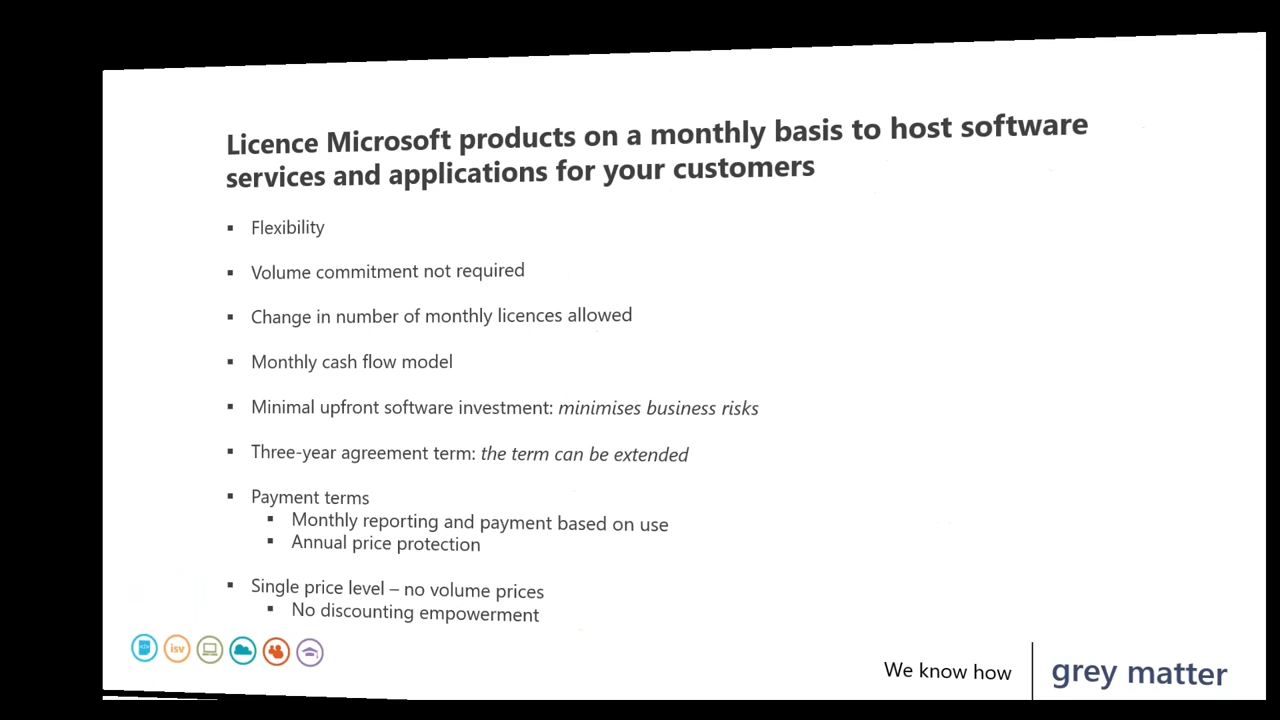 Licence Microsoft products on a monthly basis to host software
services and applications for your customers
▪ Flexibility
▪ Volume commitment not required
▪ Change in number of monthly licences allowed
▪ Monthly cash flow model
▪ Minimal upfront software investment: minimises business risks
▪ Three-year agreement term: the term can be extended
▪ Payment terms
▪ Monthly reporting and payment based on use
▪ Annual price protection
▪ Single price level – no volume prices
▪ No discounting empowerment
isv
We know how
grey matter